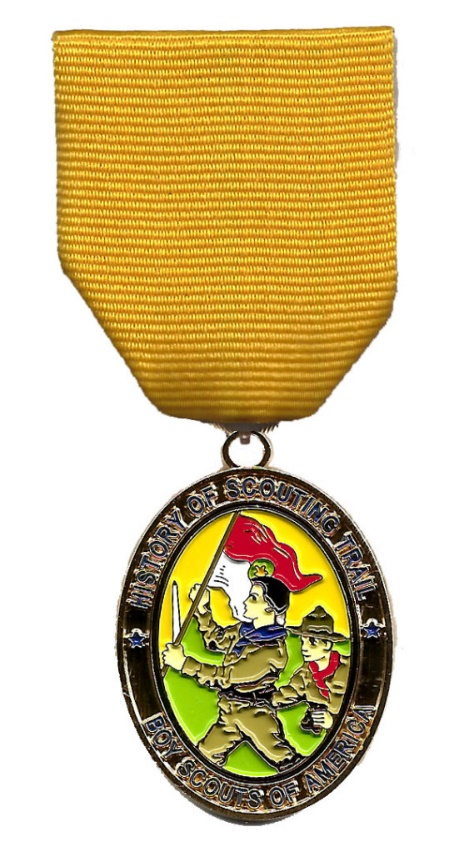 HISTORY OF SCOUTING TRAIL
BOY SCOUTS OF AMERICA